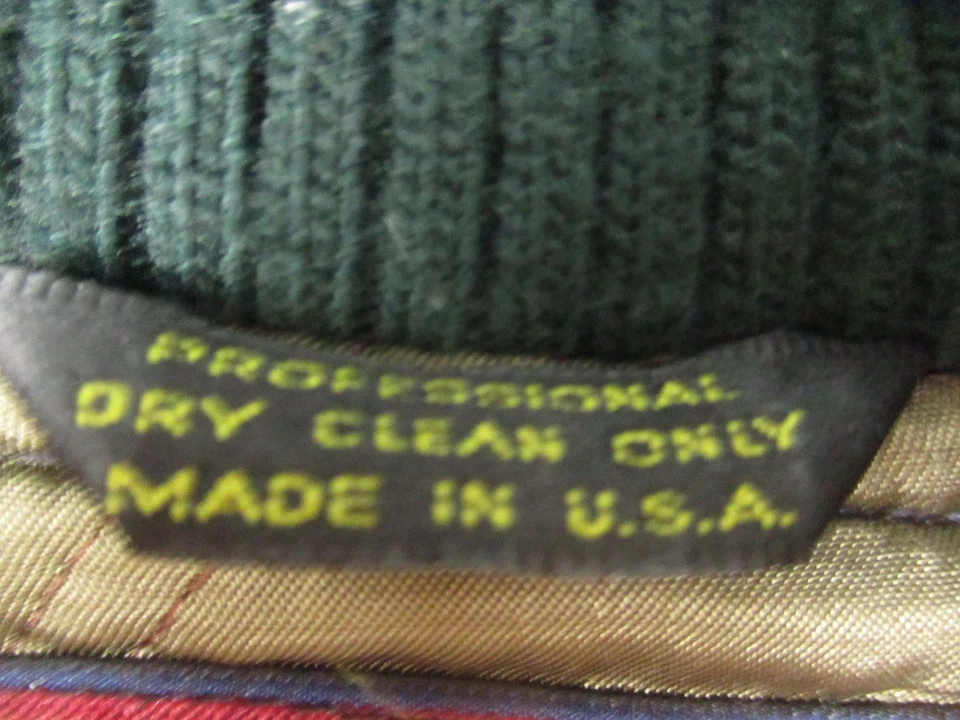 PROFESSIONAL
DRY CLEAN ONLY
MADE IN U.S.A.